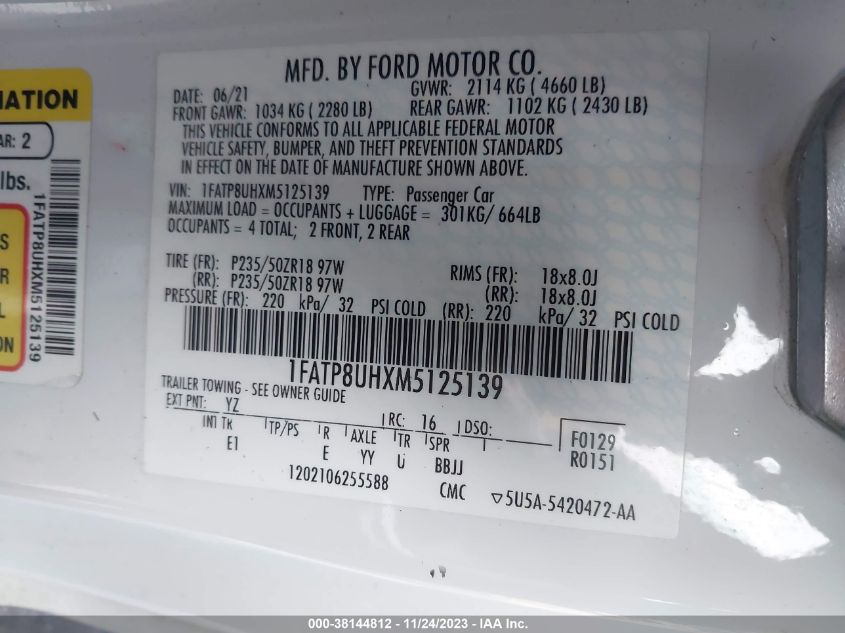 MATION
AR: 2
lbs.
S
R
L
ON
1FATP8UHXM5125139
MFD. BY FORD MOTOR CO.
DATE: 06/21 GVWR: 2114 KG ( 4660 LB)
FRONT GAWR: 1034 KG ( 2280 LB) REAR GAWR: 1102 KG ( 2430 LB)
THIS VEHICLE CONFORMS TO ALL APPLICABLE FEDERAL MOTOR
VEHICLE SAFETY, BUMPER, AND THEFT PREVENTION STANDARDS
IN EFFECT ON THE DATE OF MANUFACTURE SHOWN ABOVE.
VIN: 1FATP8UHXM5125139 TYPE: Passenger Car
MAXIMUM LOAD = OCCUPANTS + LUGGAGE = 301KG/ 664LB
OCCUPANTS = 4 TOTAL; 2 FRONT, 2 REAR
TIRE (FR): P235/50ZR18 97W RIMS (FR): 18x8.0J
(RR): P235/50ZR18 97W (RR): 18x8.0J
PRESSURE (FR): 220 kPa/ 32 PSI COLD (RR): 220 kPa/ 32 PSI COLD
1FATP8UHXM5125139
TRAILER TOWING - SEE OWNER GUIDE
EXT PNT: YZ RC: 16 DSO:
INT TK TP/PS R AXLE TR SPR
E1 E YY U BBJJ
F0129
R0151
1202106255588 CMC ▽5U5A-5420472-AA
000-38144812 - 11/24/2023 - IAA Inc.